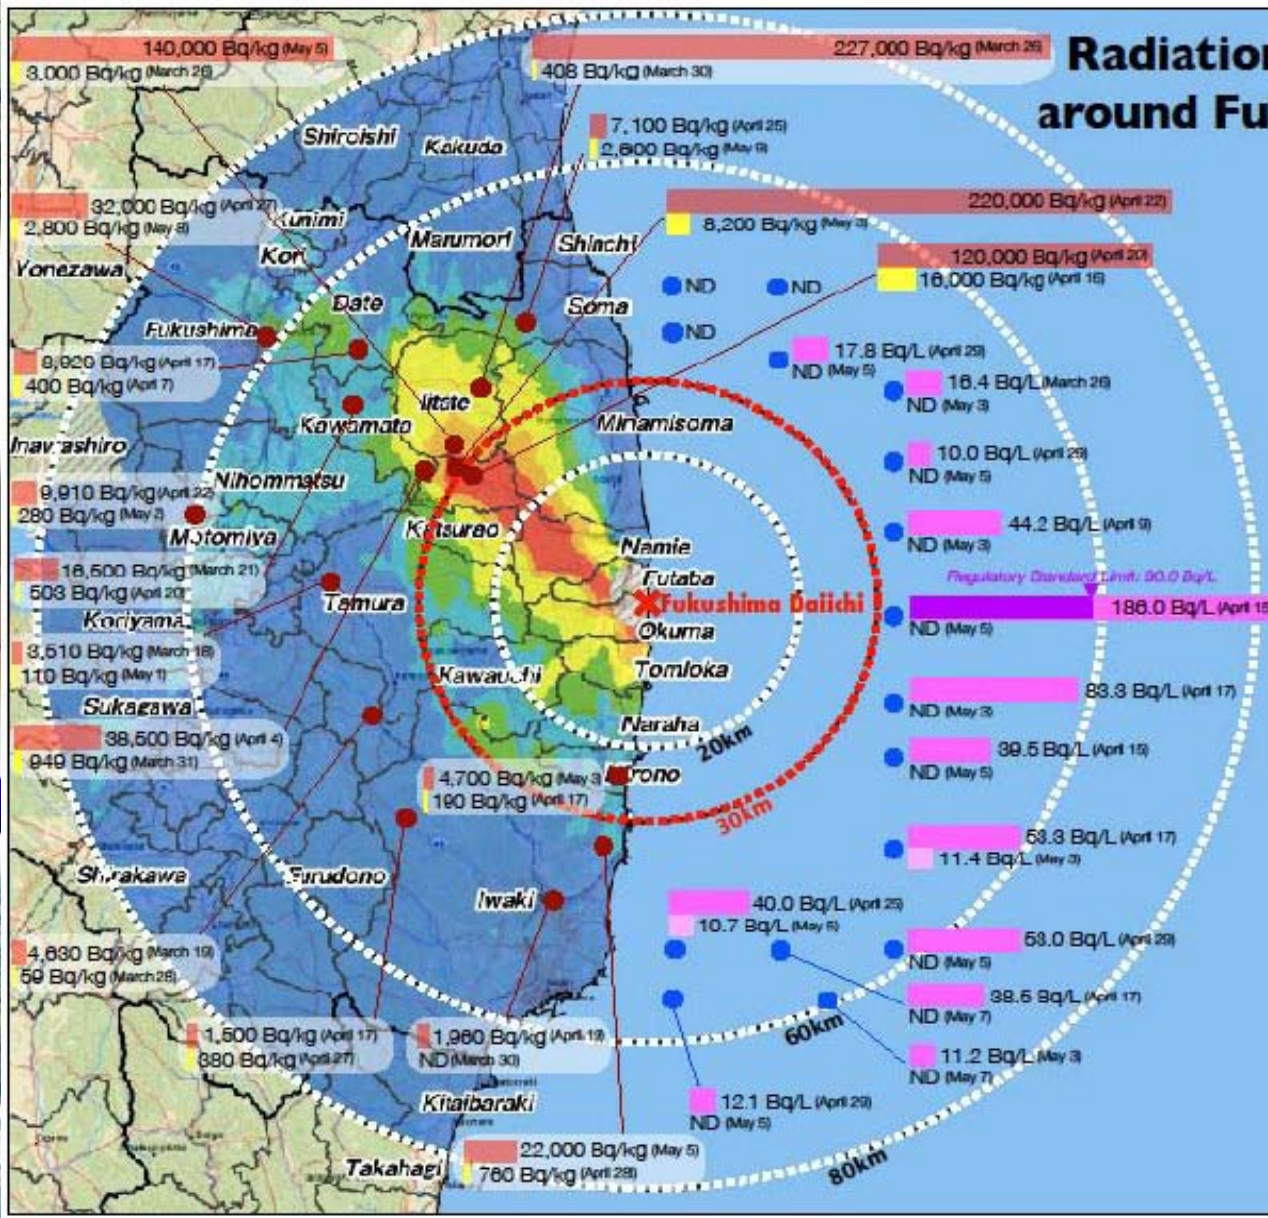 140,000 Bq/kg (May 5)
3,000 Bq/kg (March 26)
227,000 Bq/kg (March 26)
408 Bq/kg (March 30)
Radiation
around Fu
7,100 Bq/kg (April 25)
2,600 Bq/kg (May 9)
Shiroishi
Kakuda
32,000 Bq/kg (April 27)
2,800 Bq/kg (May 8)
220,000 Bq/kg (April 22)
8,200 Bq/kg (May 3)
Kunimi
Kori
Marumori
Shinchi
Yonezawa
120,000 Bq/kg (April 20)
16,000 Bq/kg (April 16)
ND
ND
Date
Soma
Fukushima
ND
8,920 Bq/kg (April 17)
400 Bq/kg (April 7)
17.8 Bq/L (April 29)
ND (May 5)
16.4 Bq/L (March 26)
ND (May 3)
Iitate
Kawamata
Minamisoma
Inawashiro
10.0 Bq/L (April 29)
ND (May 5)
Nihommatsu
9,910 Bq/kg (April 22)
280 Bq/kg (May 2)
Motomiya
Katsurao
44.2 Bq/L (April 9)
ND (May 3)
Namie
16,500 Bq/kg (March 21)
503 Bq/kg (April 20)
Futaba
Regulatory Standard Limit: 90.0 Bq/L
Tamura
Fukushima Daiichi
186.0 Bq/L (April 15
ND (May 5)
Koriyama
Okuma
3,510 Bq/kg (March 18)
110 Bq/kg (May 1)
Kawauchi
Tomioka
83.3 Bq/L (April 17)
ND (May 3)
Sukagawa
Naraha
20km
38,500 Bq/kg (April 4)
949 Bq/kg (March 31)
39.5 Bq/L (April 15)
ND (May 5)
4,700 Bq/kg (May 3
190 Bq/kg (April 17)
Hirono
30km
53.3 Bq/L (April 17)
11.4 Bq/L (May 3)
Shirakawa
Furudono
Iwaki
40.0 Bq/L (April 25)
10.7 Bq/L (May 6)
4,630 Bq/kg (March 19)
59 Bq/kg (March 28)
53.0 Bq/L (April 29)
ND (May 5)
38.5 Bq/L (April 17)
ND (May 7)
60km
1,500 Bq/kg (April 17)
380 Bq/kg (April 27)
1,960 Bq/kg (April 19)
ND (March 30)
11.2 Bq/L (May 3)
ND (May 7)
Kitaibaraki
12.1 Bq/L (April 29)
ND (May 5)
22,000 Bq/kg (May 5)
760 Bq/kg (April 28)
Takahagi
80km